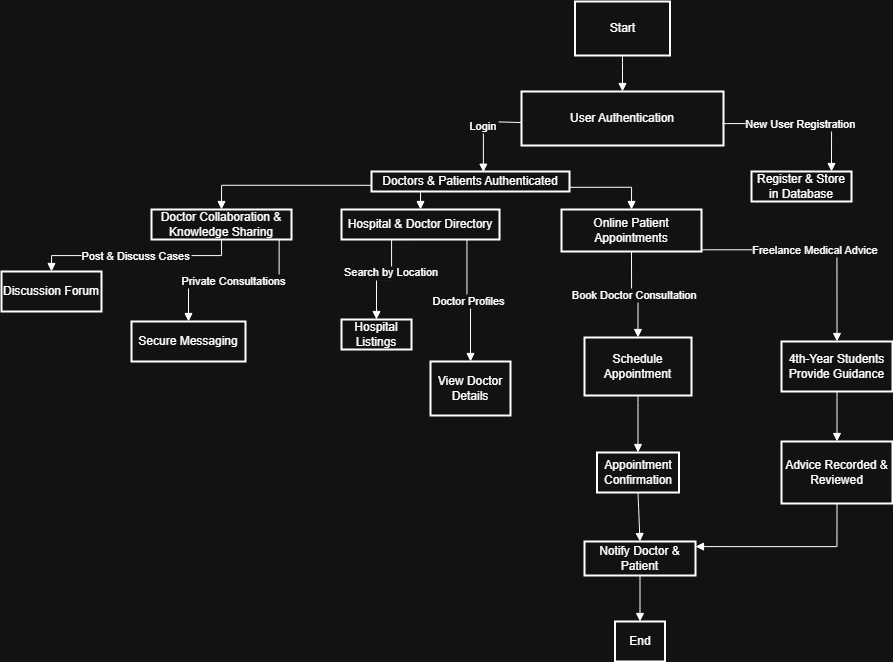 Start
User Authentication
Login
New User Registration
Doctors & Patients Authenticated
Register & Store
in Database
Doctor Collaboration &
Knowledge Sharing
Hospital & Doctor Directory
Online Patient
Appointments
Post & Discuss Cases
Freelance Medical Advice
Private Consultations
Search by Location
Discussion Forum
Doctor Profiles
Book Doctor Consultation
Secure Messaging
Hospital
Listings
Schedule
Appointment
4th-Year Students
Provide Guidance
View Doctor
Details
Appointment
Confirmation
Advice Recorded &
Reviewed
Notify Doctor &
Patient
End